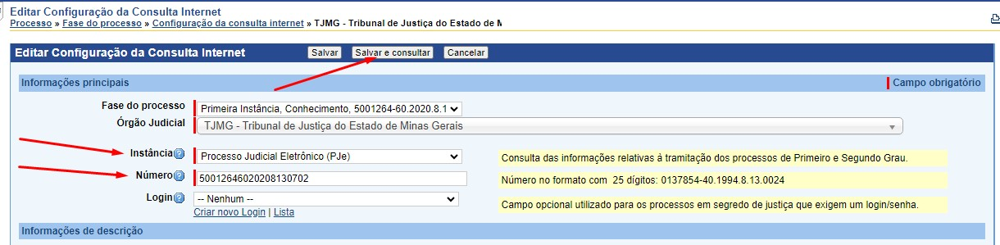 Editar Configuração da Consulta Internet
Processo » Fase do processo » Configuração da consulta internet » TJMG - Tribunal de Justiça do Estado de M
Editar Configuração da Consulta Internet Salvar Salvar e consultar Cancelar
Informações principais Campo obrigatório
Fase do processo Primeira Instância, Conhecimento, 5001264-60.2020.8.1
Órgão Judicial TJMG - Tribunal de Justiça do Estado de Minas Gerais
Instância Processo Judicial Eletrônico (PJe) Consulta das informações relativas à tramitação dos processos de Primeiro e Segundo Grau.
Número 50012646020208130702 Número no formato com 25 dígitos: 0137854-40.1994.8.13.0024
Login -- Nenhum -- Campo opcional utilizado para os processos em segredo de justiça que exigem um login/senha.
Criar novo Login | Lista
Informações de descrição